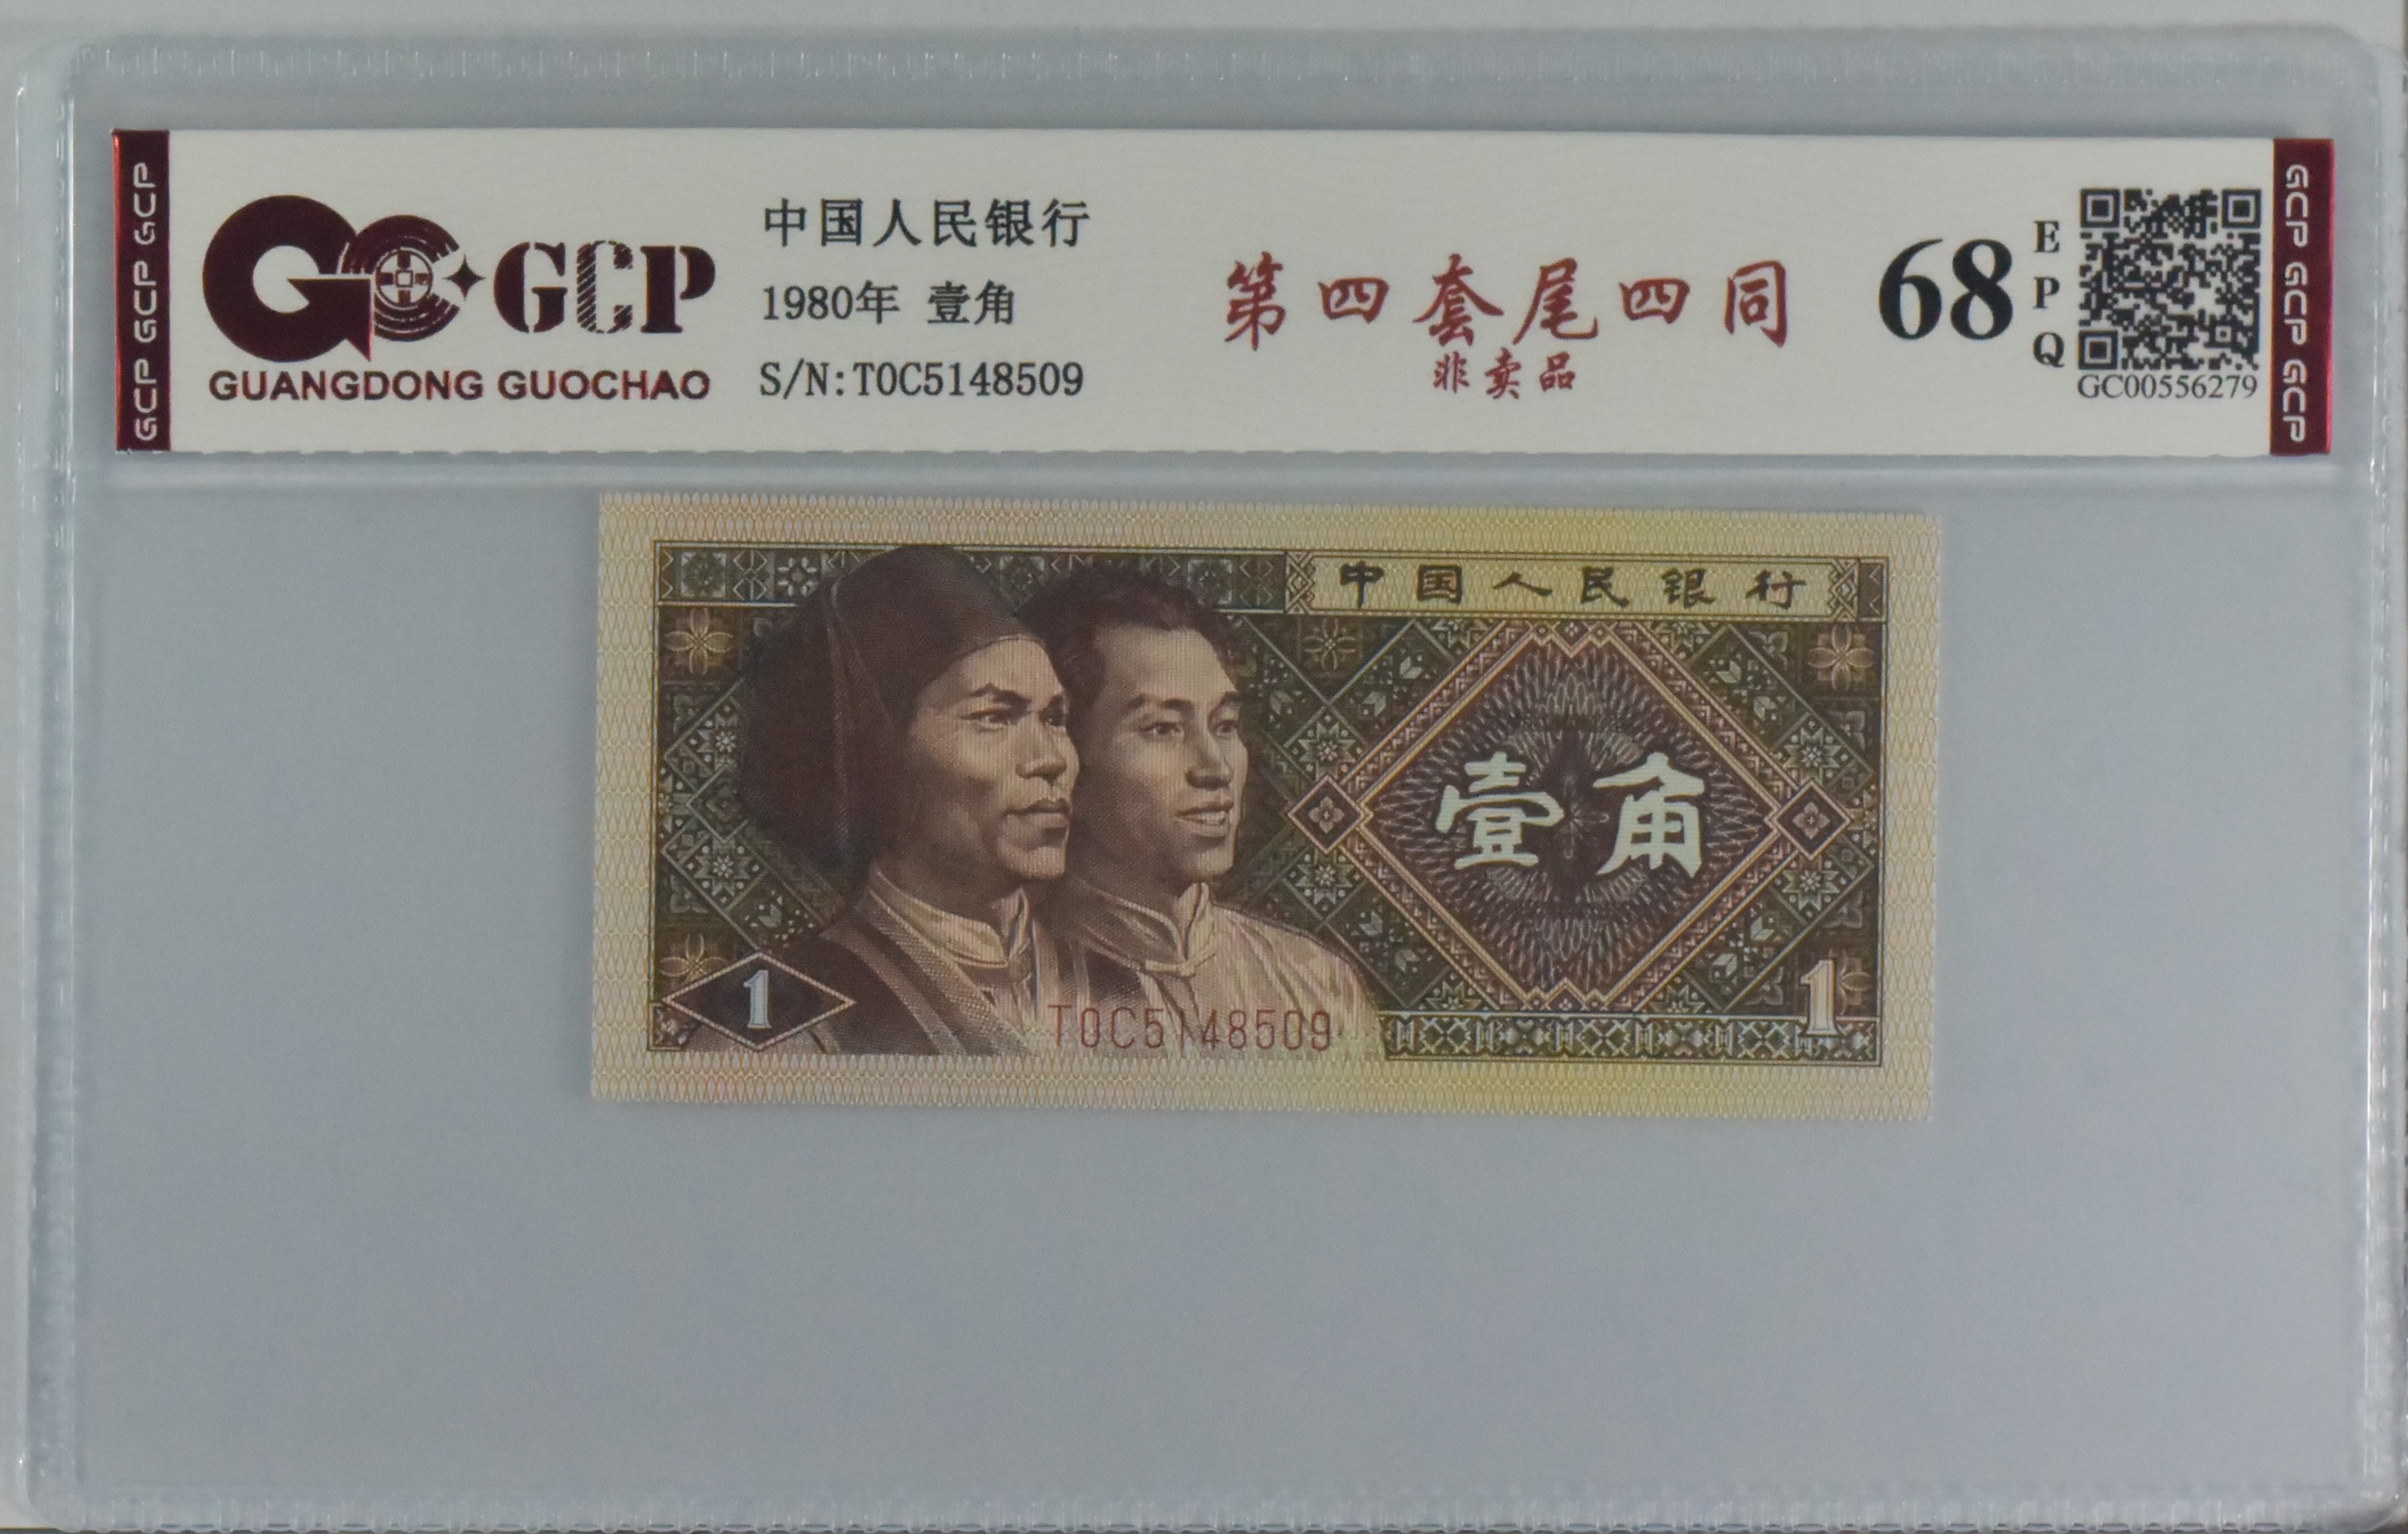 GCP GCP GCP
GCP
GUANGDONG GUOCHAO
中国人民银行
1980年 壹角
S/N:T0C5148509
第四套尾四同
非卖品
68
E
P
Q
GC00556279
GCP GCP GCP
中国人民银行
壹角
1
T0C5148509
1